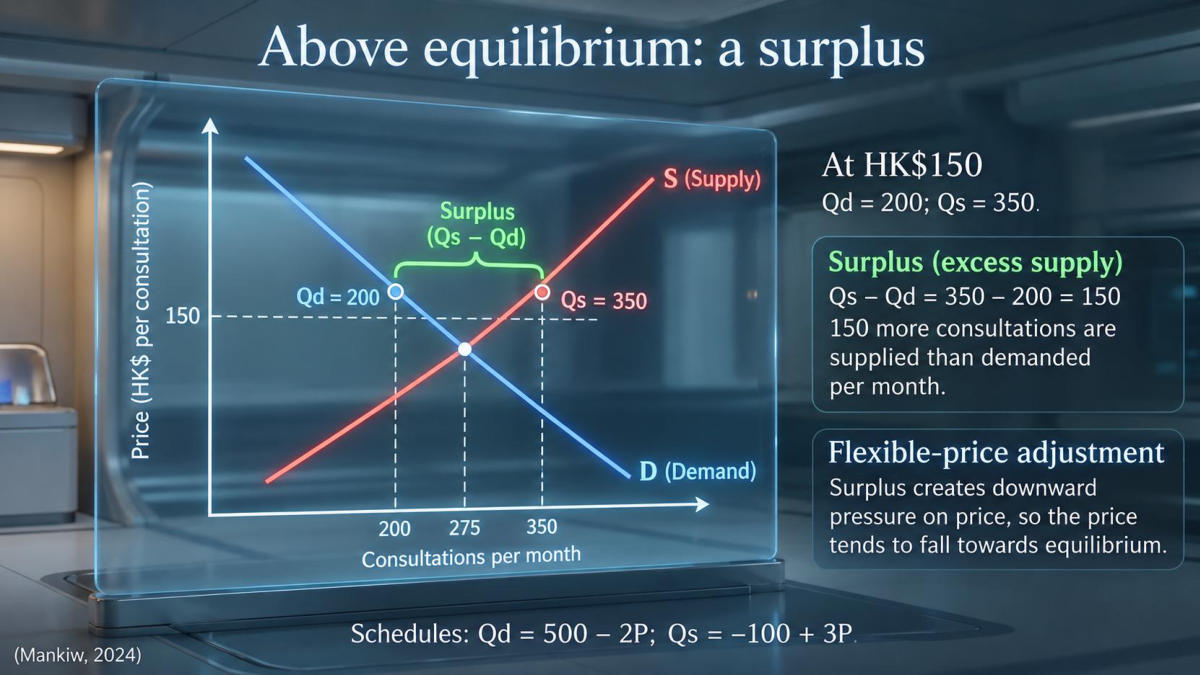 Above equilibrium: a surplus
Price (HK$ per consultation)
150
S (Supply)
Surplus
(Qs – Qd)
Qd = 200
Qs = 350
D (Demand)
200 275 350
Consultations per month
At HK$150
Qd = 200; Qs = 350.
Surplus (excess supply)
Qs – Qd = 350 – 200 = 150
150 more consultations are
supplied than demanded
per month.
Flexible-price adjustment
Surplus creates downward
pressure on price, so the price
tends to fall towards equilibrium.
Schedules: Qd = 500 – 2P; Qs = –100 + 3P.
(Mankiw, 2024)